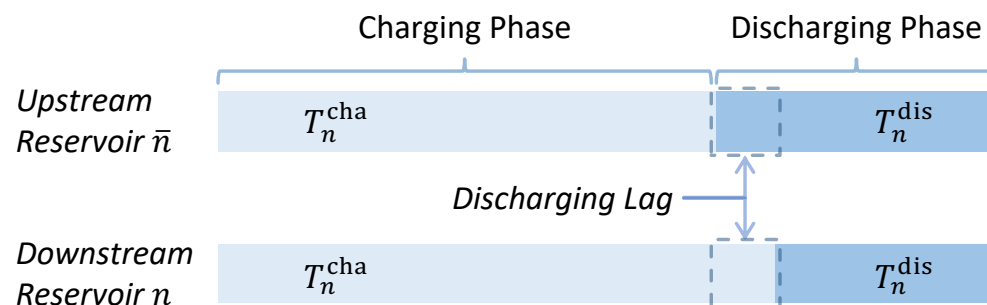 Charging Phase
Discharging Phase
Upstream
Reservoir n̄
T_n^cha
T_n^dis
Discharging Lag
Downstream
Reservoir n
T_n^cha
T_n^dis